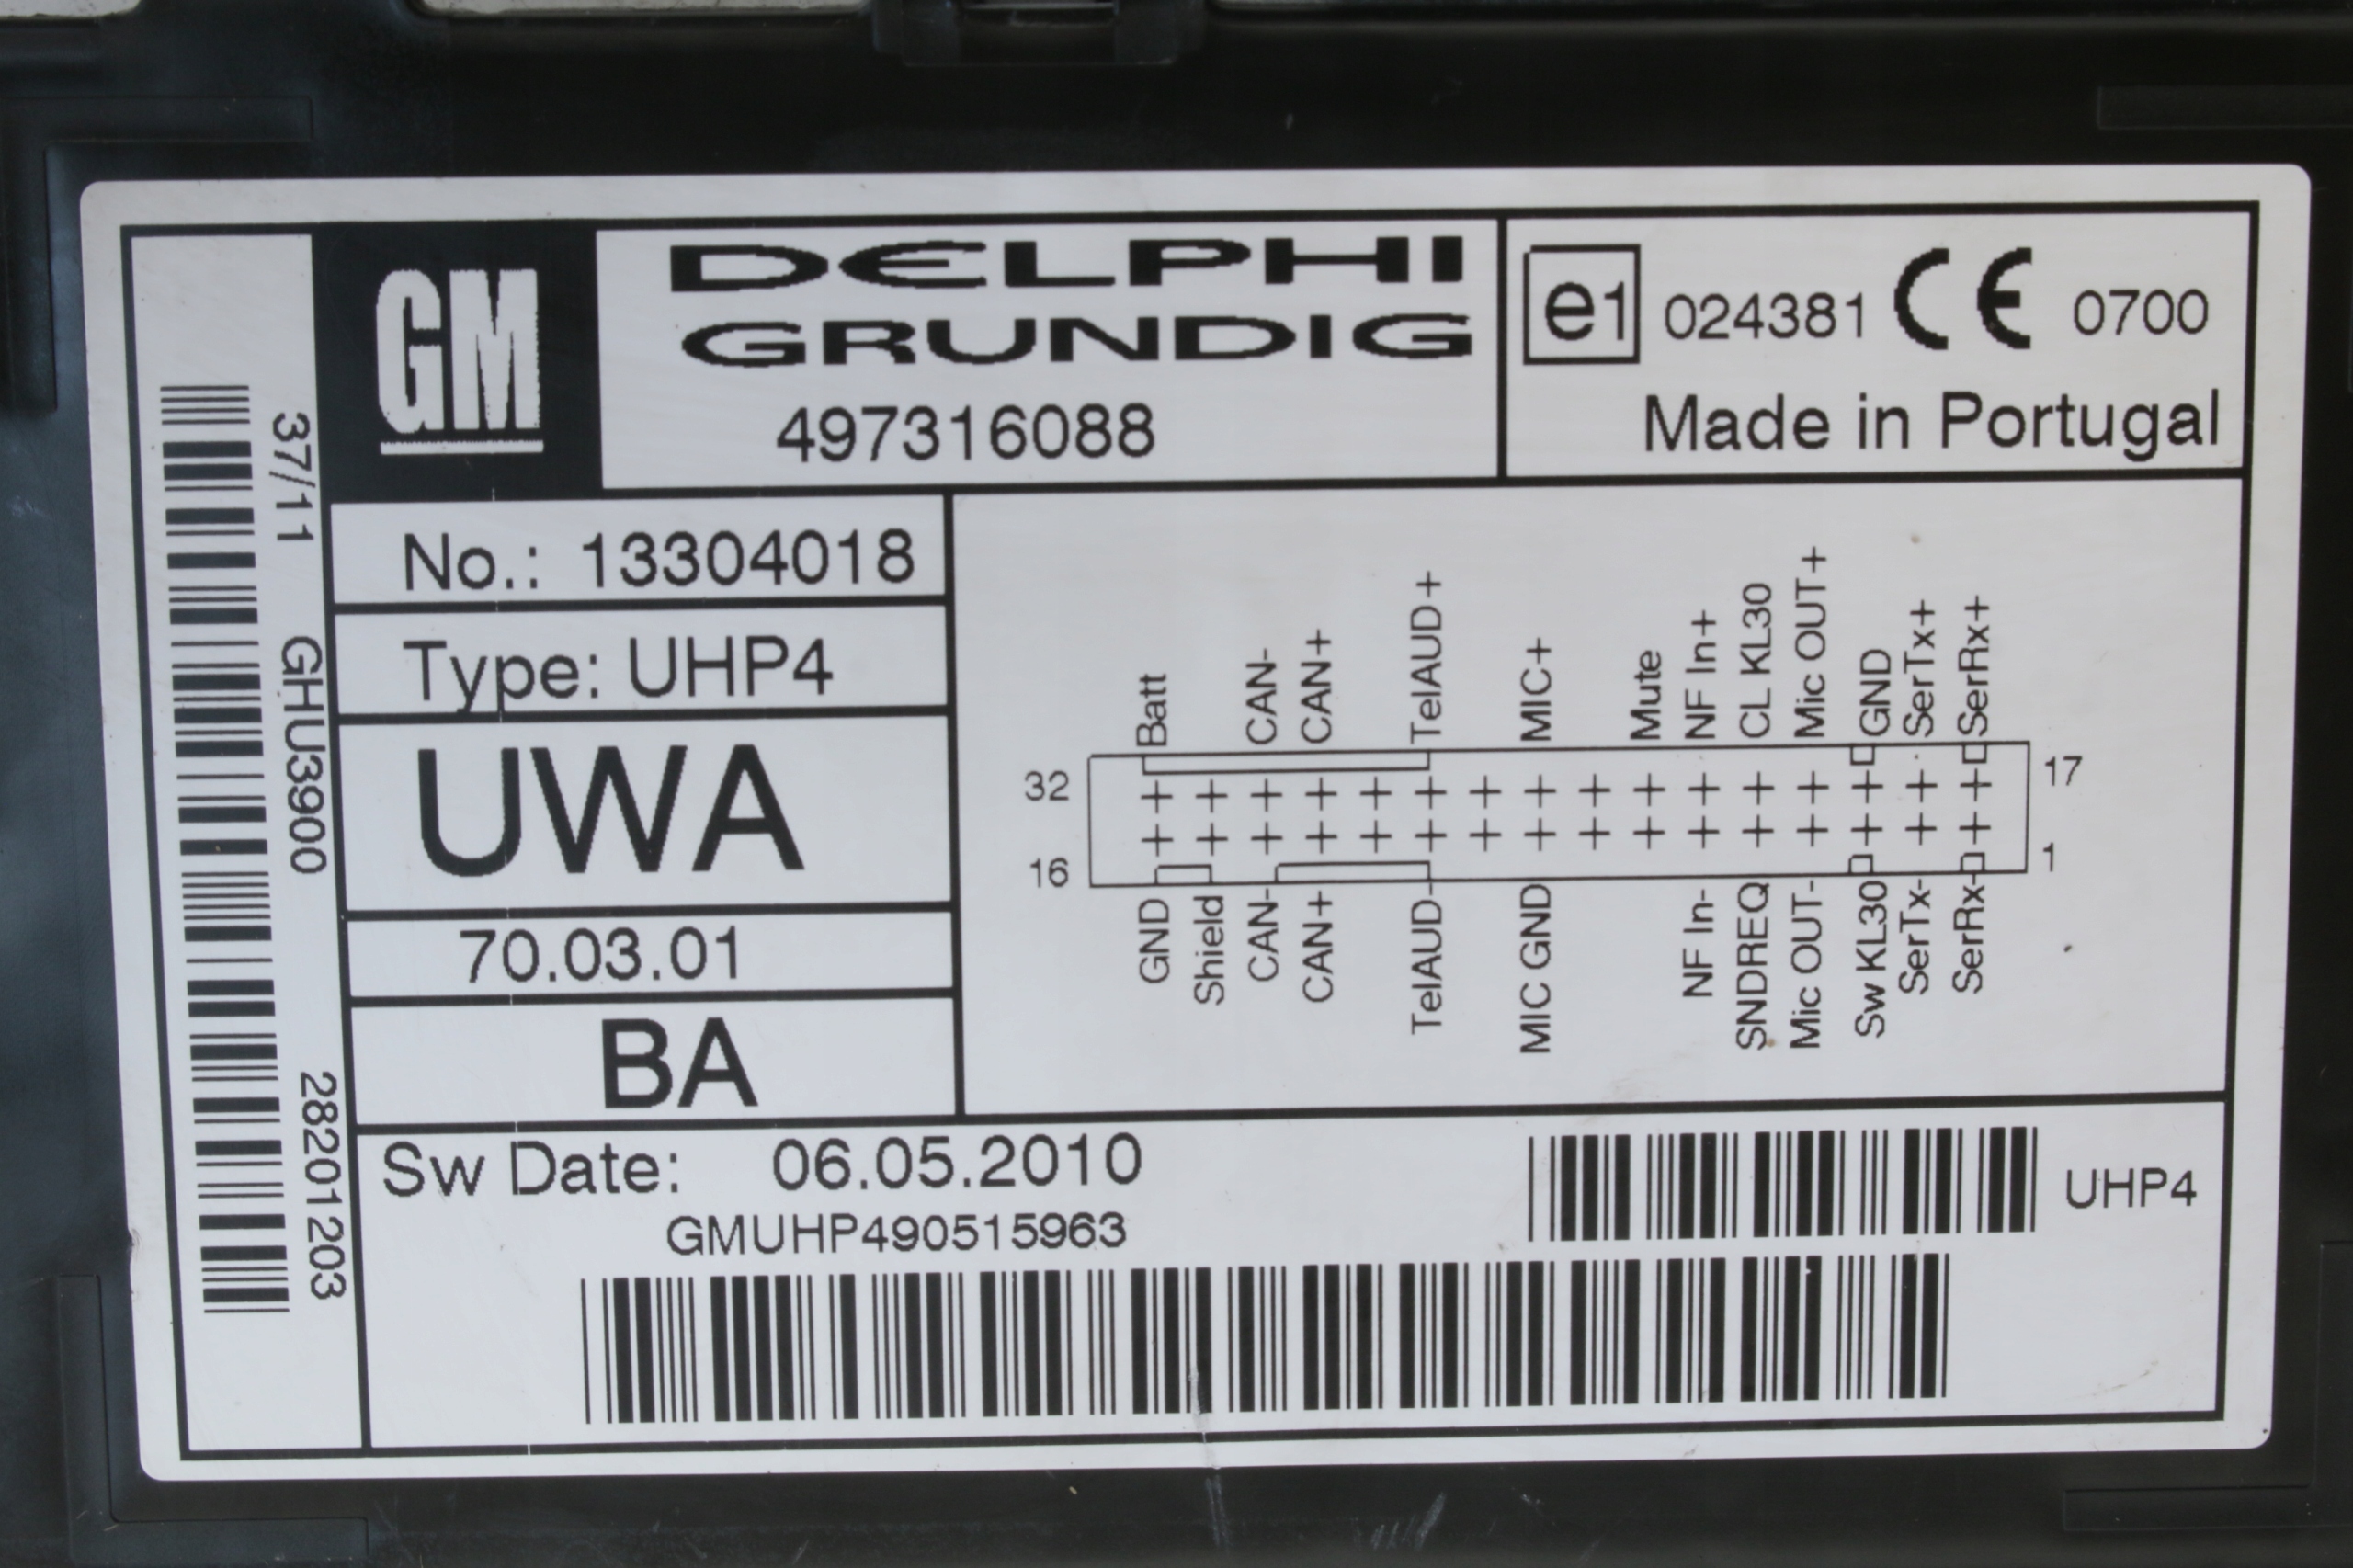 GM
DELPHI
GRUNDIG
497316088
e1 024381 CE 0700
Made in Portugal
37/11 GHU3900 28201203
No.: 13304018
Type: UHP4
UWA
70.03.01
BA
Batt CAN- CAN+ TelAUD+ MIC+ Mute NF In+ CL KL30 Mic OUT+ GND SerTx+ SerRx+
32 17
16 1
GND Shield CAN- CAN+ TelAUD- MIC GND NF In- SNDREQ Mic OUT- Sw KL30 SerTx- SerRx-
Sw Date: 06.05.2010
UHP4
GMUHP490515963